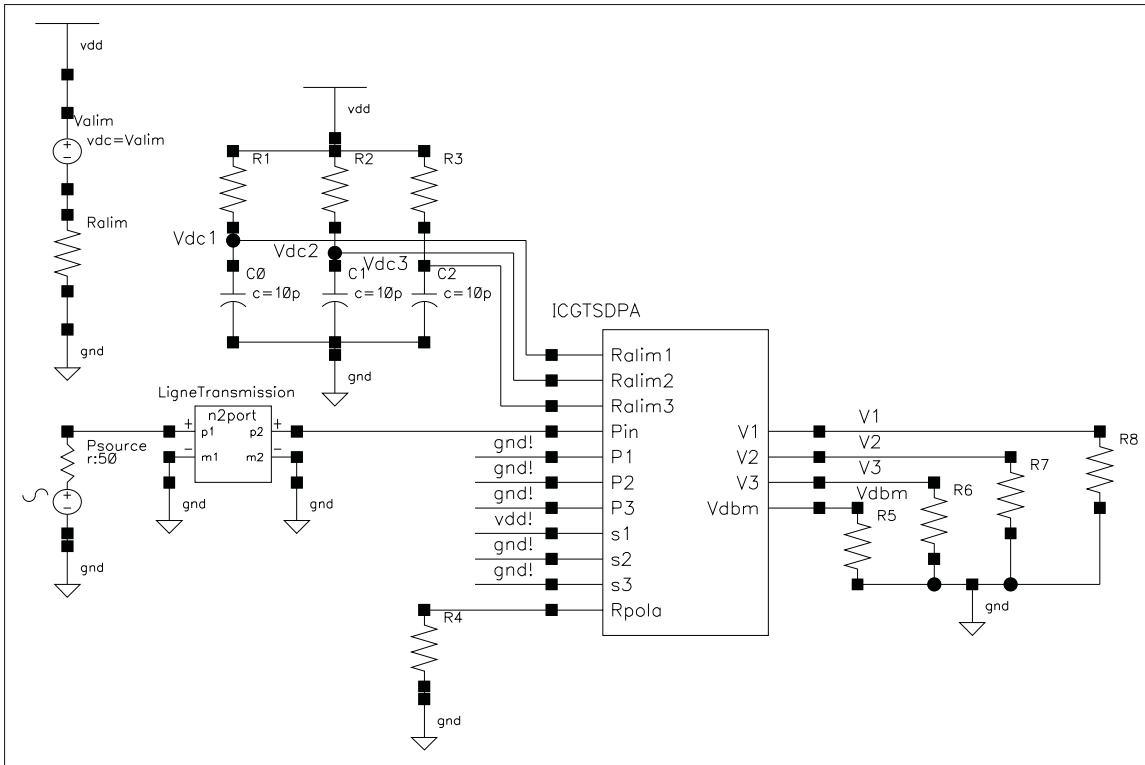 vdd
Valim
vdc=Valim
Ralim
gnd
vdd
R1
R2
R3
Vdc1
Vdc2
Vdc3
C0
c=10p
C1
c=10p
C2
c=10p
gnd
LigneTransmission
n2port
+
p1
p2
+
-
m1
m2
-
gnd
gnd
Psource
r:50
gnd
ICGTSDPA
Ralim1
Ralim2
Ralim3
Pin
gnd!
P1
gnd!
P2
gnd!
P3
vdd!
s1
gnd!
s2
gnd!
s3
Rpola
R4
gnd
V1
V2
V3
Vdbm
V1
V2
V3
Vdbm
R8
R7
R6
R5
gnd